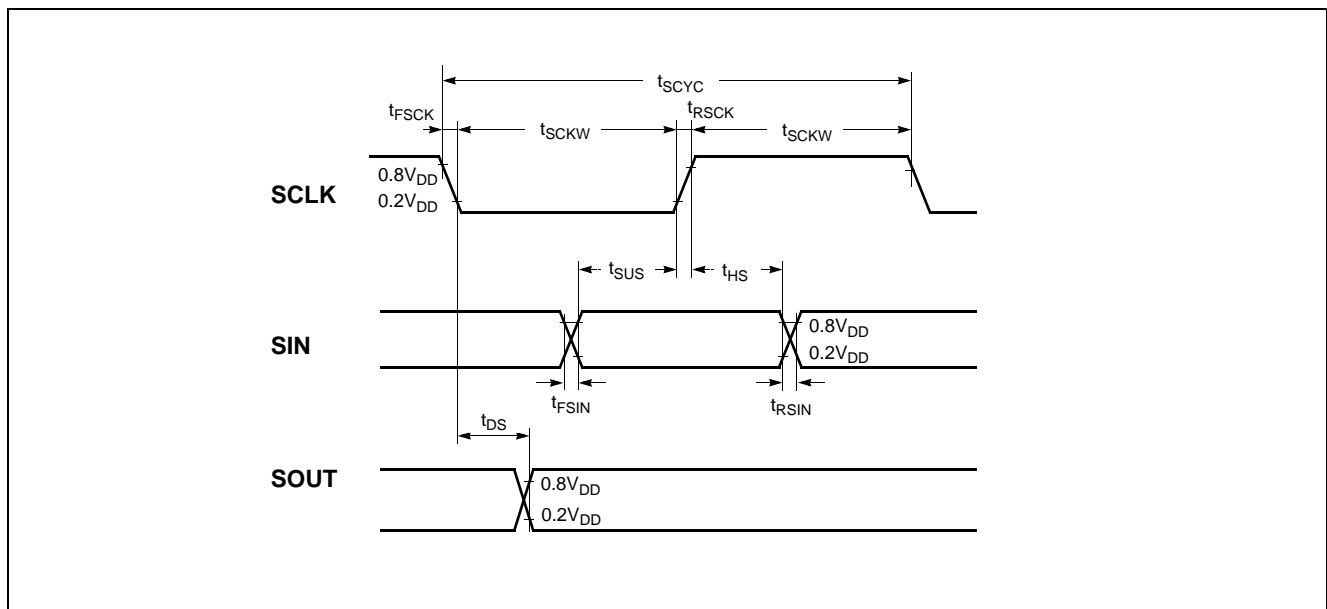 tSCYC
tFSCK
tRSCK
tSCKW
tSCKW
0.8VDD
SCLK
0.2VDD
tSUS
tHS
0.8VDD
SIN
0.2VDD
tFSIN
tRSIN
tDS
SOUT
0.8VDD
0.2VDD